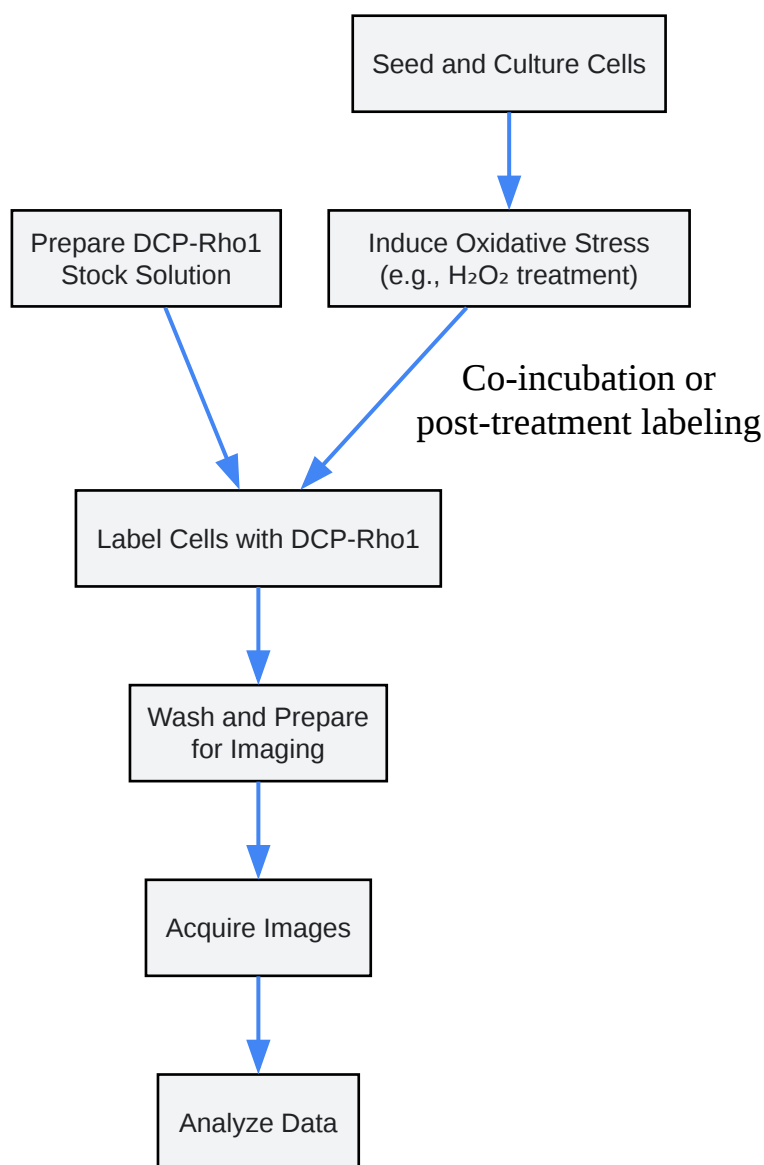 Seed and Culture Cells
Prepare DCP-Rho1
Stock Solution
Induce Oxidative Stress
(e.g., H₂O₂ treatment)
Co-incubation or
post-treatment labeling
Label Cells with DCP-Rho1
Wash and Prepare
for Imaging
Acquire Images
Analyze Data